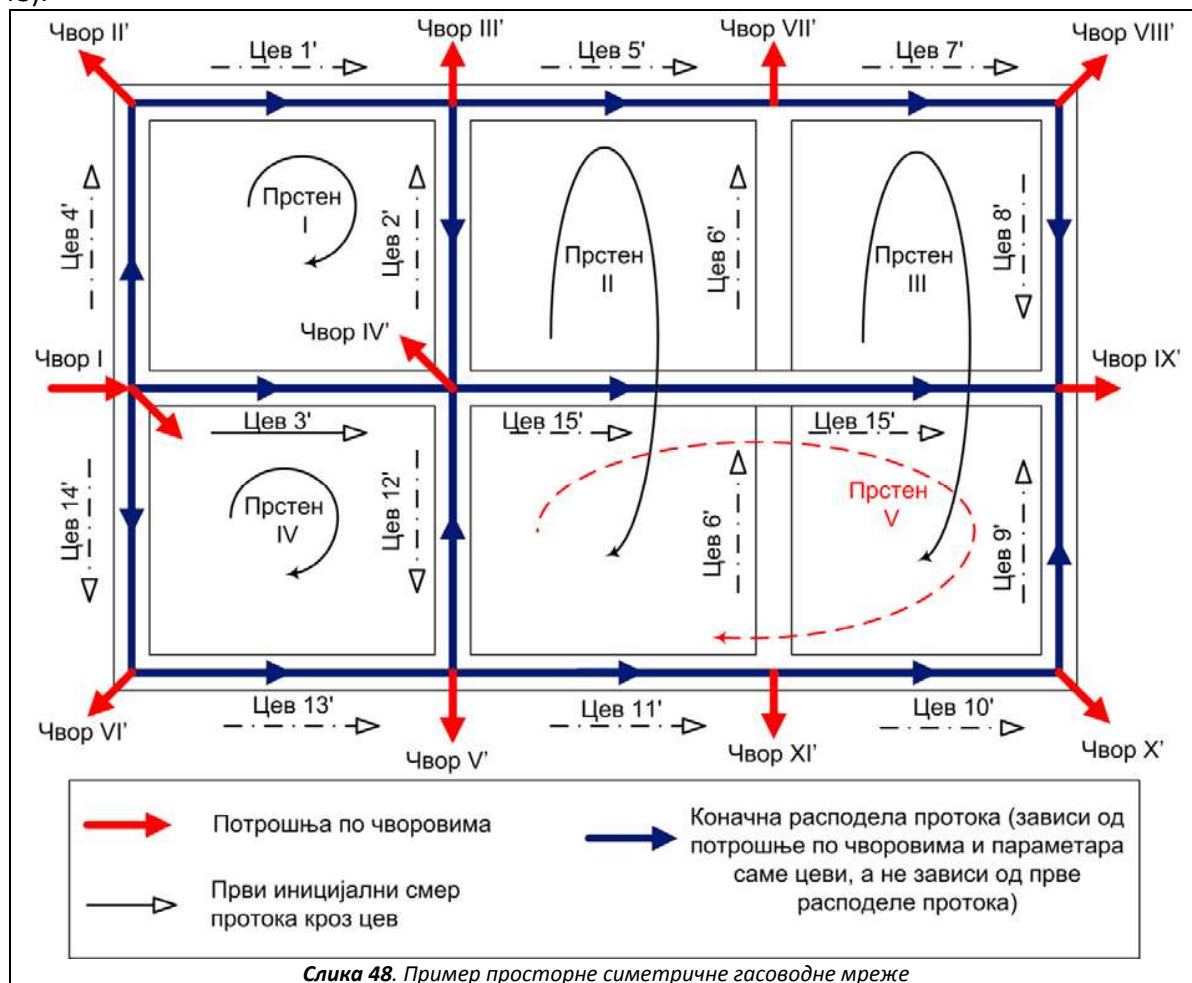 Чвор II'
Цев 1'
Чвор III'
Цев 5'
Чвор VII'
Цев 7'
Чвор VIII'
Цев 4'
Прстен
I
Цев 2'
Прстен
II
Цев 6'
Прстен
III
Цев 8'
Чвор I
Чвор IV'
Чвор IX'
Цев 3'
Цев 15'
Цев 15'
Цев 14'
Прстен
IV
Цев 12'
Цев 6'
Прстен
V
Цев 9'
Чвор VI'
Цев 13'
Чвор V'
Цев 11'
Чвор XI'
Цев 10'
Чвор X'
Потрошња по чворовима
Први иницијални смер
протока кроз цев
Коначна расподела протока (зависи од
потрошње по чворовима и параметара
саме цеви, а не зависи од прве
расподеле протока)
Слика 48. Пример просторне симетричне гасоводне мреже